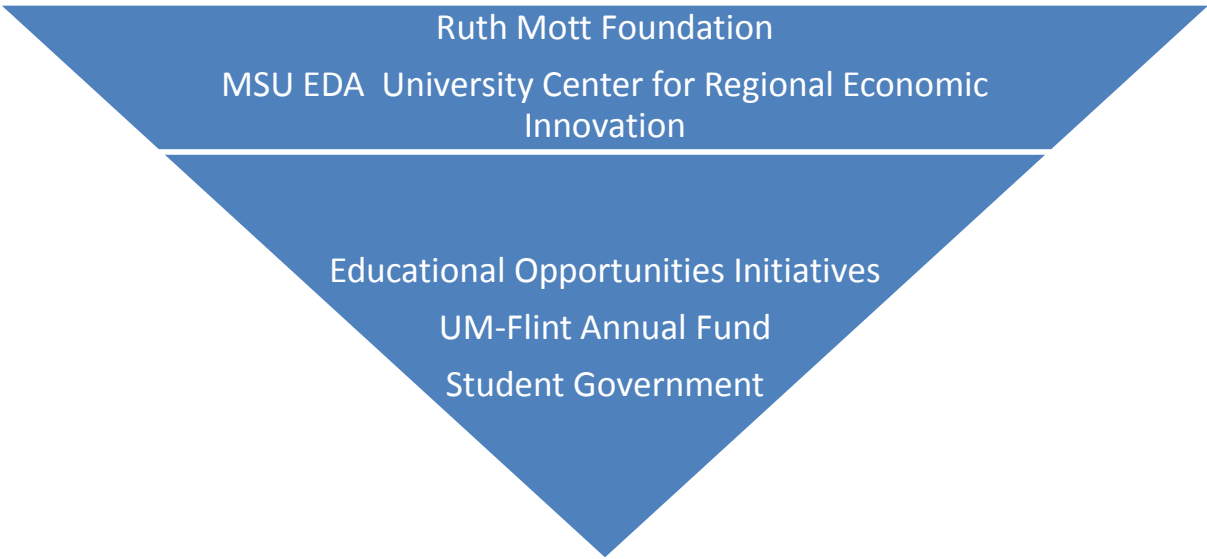 Ruth Mott Foundation
MSU EDA  University Center for Regional Economic
Innovation
Educational Opportunities Initiatives
UM-Flint Annual Fund
Student Government